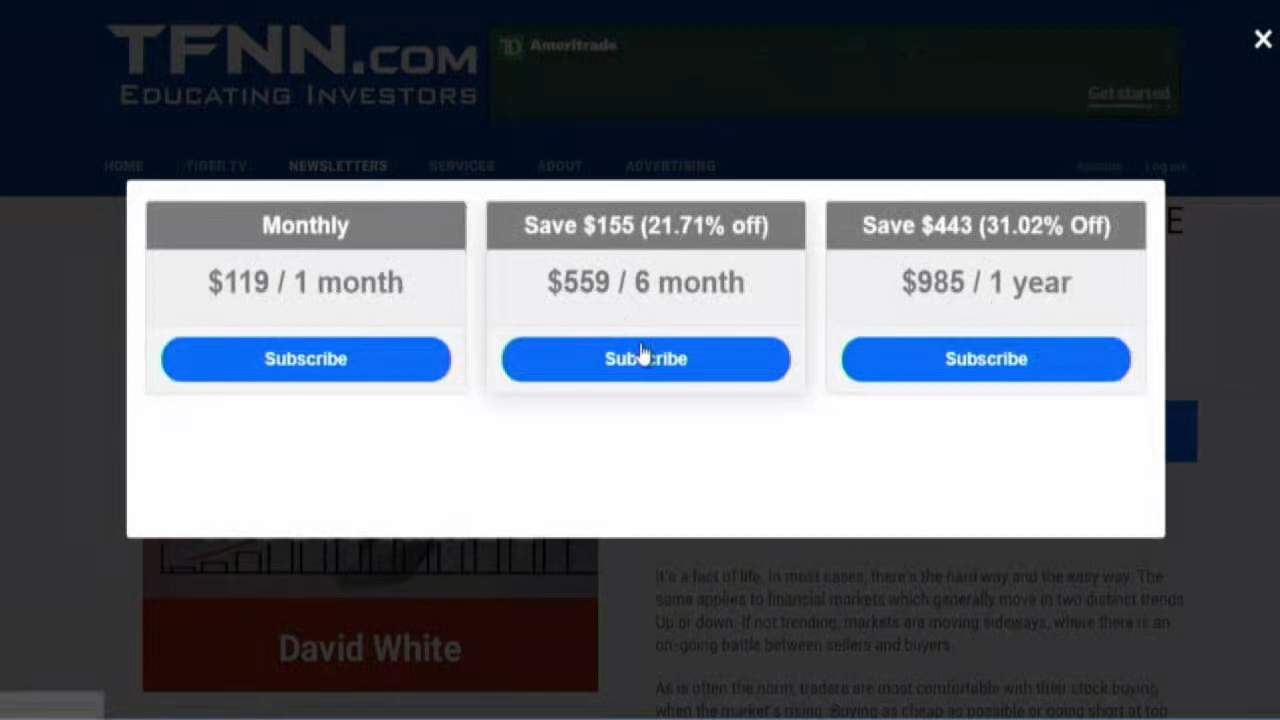 TFNN.COM
EDUCATING INVESTORS
Ameritrade
Get started
HOME TIGER TV NEWSLETTERS SERVICES ABOUT ADVERTISING Log
Monthly
$119 / 1 month
Subscribe
Save $155 (21.71% off)
$559 / 6 month
Subscribe
Save $443 (31.02% Off)
$985 / 1 year
Subscribe
E
David White
It's a fact of life. In most cases, there's the hard way and the easy way. The
same applies to financial markets which generally move in two distinct trends
Up or down. If not trending, markets are moving sideways, where there is an
on-going battle between sellers and buyers.
As is often the norm, traders are most comfortable with their stock buying
when the market's rising. Buying as cheap as possible or going short at top